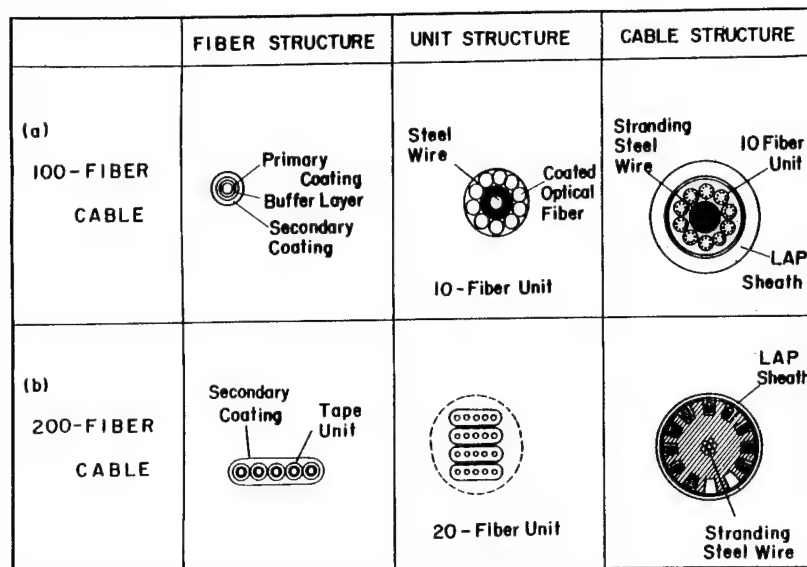 FIBER STRUCTURE
UNIT STRUCTURE
CABLE STRUCTURE
(a)
100-FIBER
CABLE
Primary
Coating
Buffer Layer
Secondary
Coating
Steel
Wire
Coated
Optical
Fiber
10-Fiber Unit
Stranding
Steel
Wire
10 Fiber
Unit
LAP
Sheath
(b)
200-FIBER
CABLE
Secondary
Coating
Tape
Unit
20-Fiber Unit
LAP
Sheath
Stranding
Steel Wire